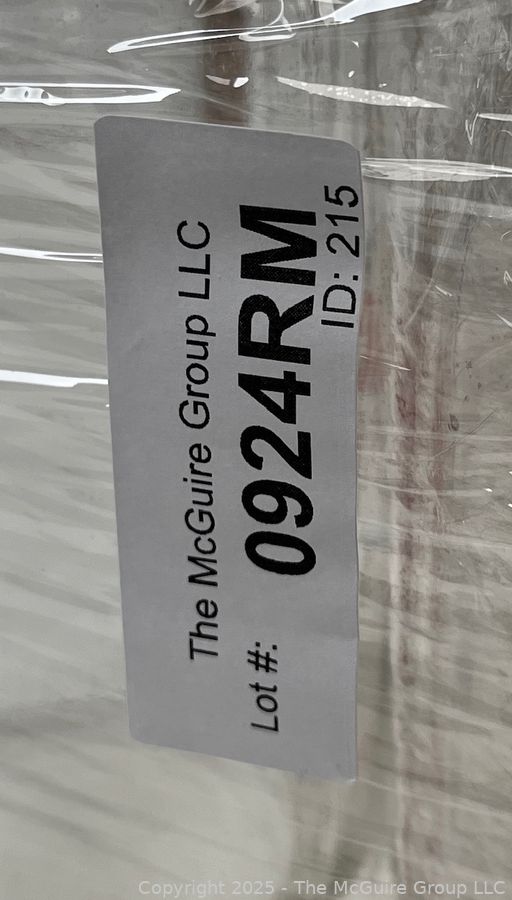 The McGuire Group LLC
Lot #: 0924RM
ID: 215
Copyright 2025 - The McGuire Group LLC